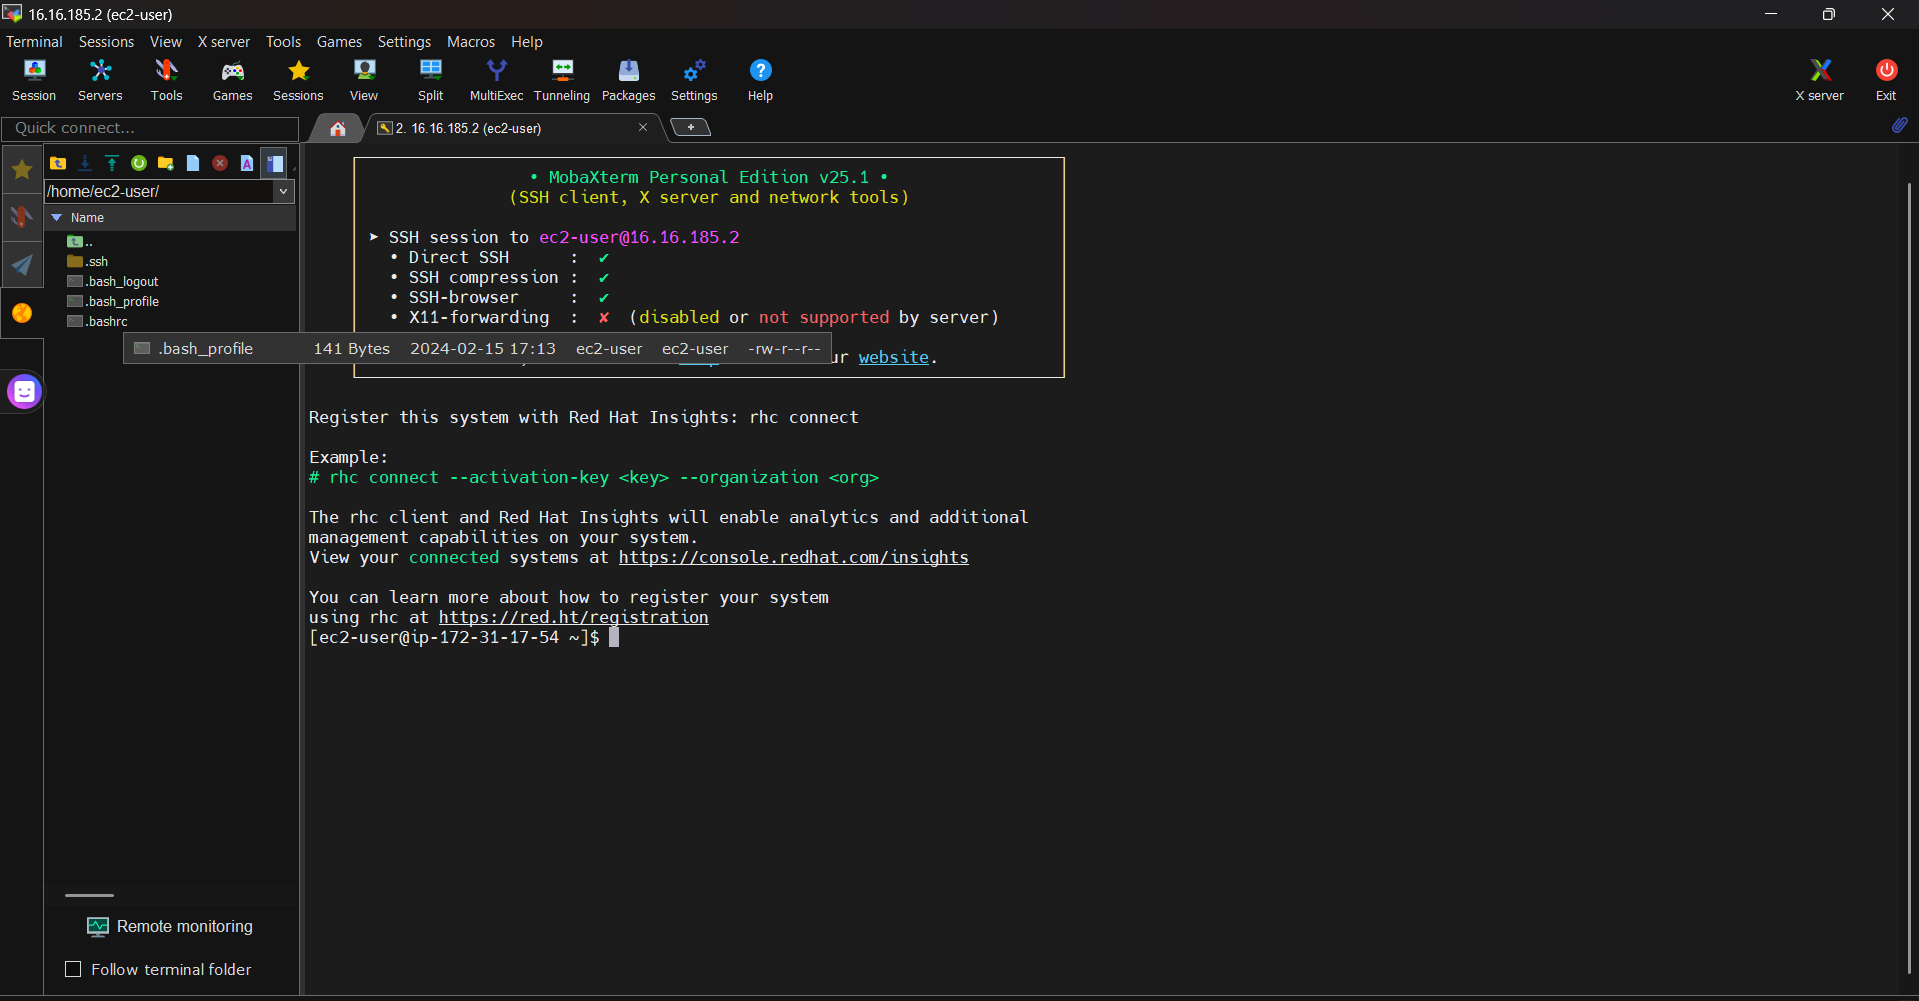 16.16.185.2 (ec2-user)
Terminal Sessions View X server Tools Games Settings Macros Help
Session Servers Tools Games Sessions View Split MultiExec Tunneling Packages Settings Help X server Exit
Quick connect...
2. 16.16.185.2 (ec2-user)
/home/ec2-user/
Name
..
.ssh
.bash_logout
.bash_profile
.bashrc
.bash_profile 141 Bytes 2024-02-15 17:13 ec2-user ec2-user -rw-r--r--
Remote monitoring
Follow terminal folder
• MobaXterm Personal Edition v25.1 •
(SSH client, X server and network tools)
➤ SSH session to ec2-user@16.16.185.2
• Direct SSH : ✔
• SSH compression : ✔
• SSH-browser : ✔
• X11-forwarding : ✘ (disabled or not supported by server)
website.
Register this system with Red Hat Insights: rhc connect
Example:
# rhc connect --activation-key <key> --organization <org>
The rhc client and Red Hat Insights will enable analytics and additional
management capabilities on your system.
View your connected systems at https://console.redhat.com/insights
You can learn more about how to register your system
using rhc at https://red.ht/registration
[ec2-user@ip-172-31-17-54 ~]$